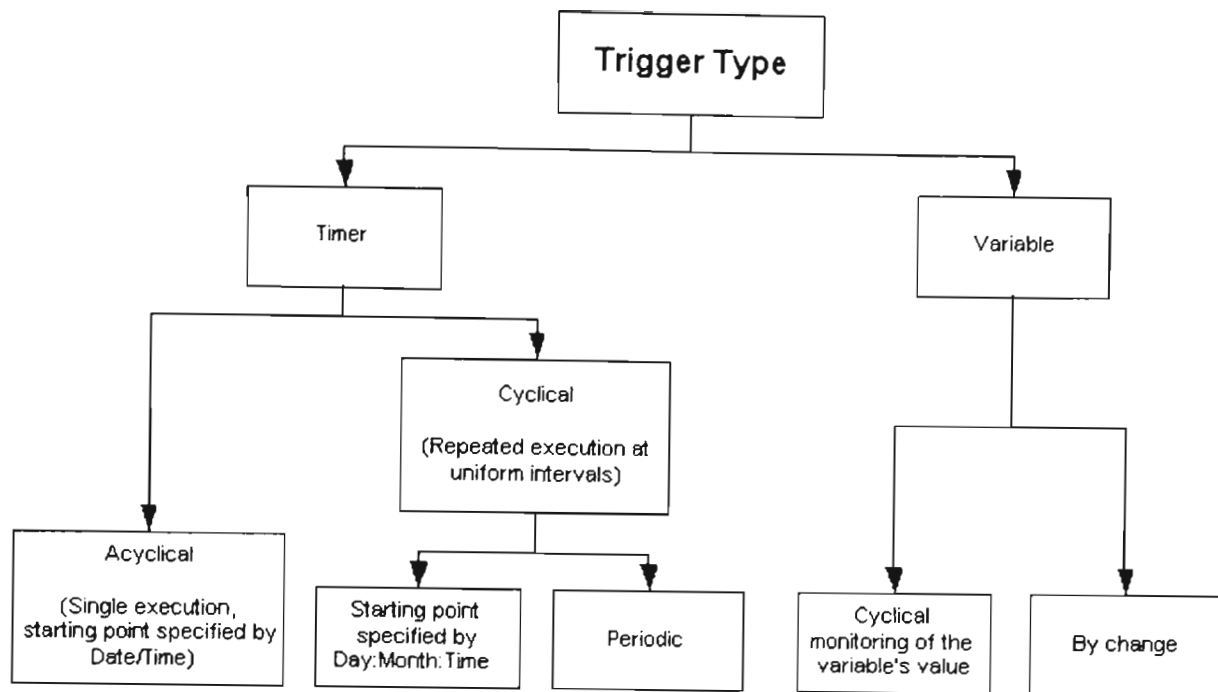 Trigger Type
Timer
Variable
Cyclical
(Repeated execution at
uniform intervals)
Acyclical
(Single execution,
starting point specified by
Date/Time)
Starting point
specified by
Day:Month:Time
Periodic
Cyclical
monitoring of the
variable's value
By change